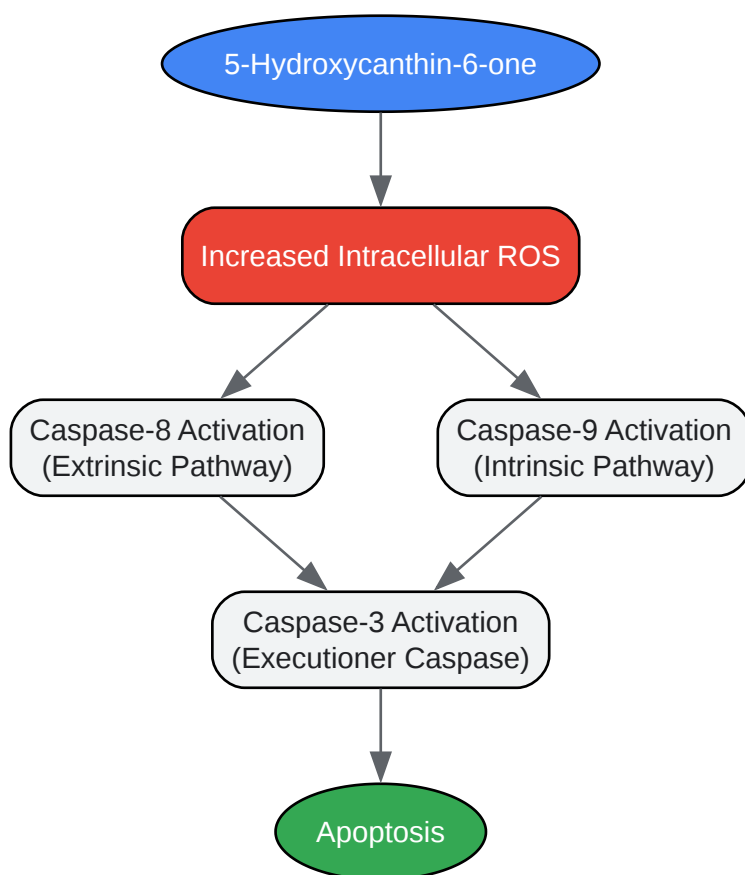 5-Hydroxycanthin-6-one
Increased Intracellular ROS
Caspase-8 Activation
(Extrinsic Pathway)
Caspase-9 Activation
(Intrinsic Pathway)
Caspase-3 Activation
(Executioner Caspase)
Apoptosis